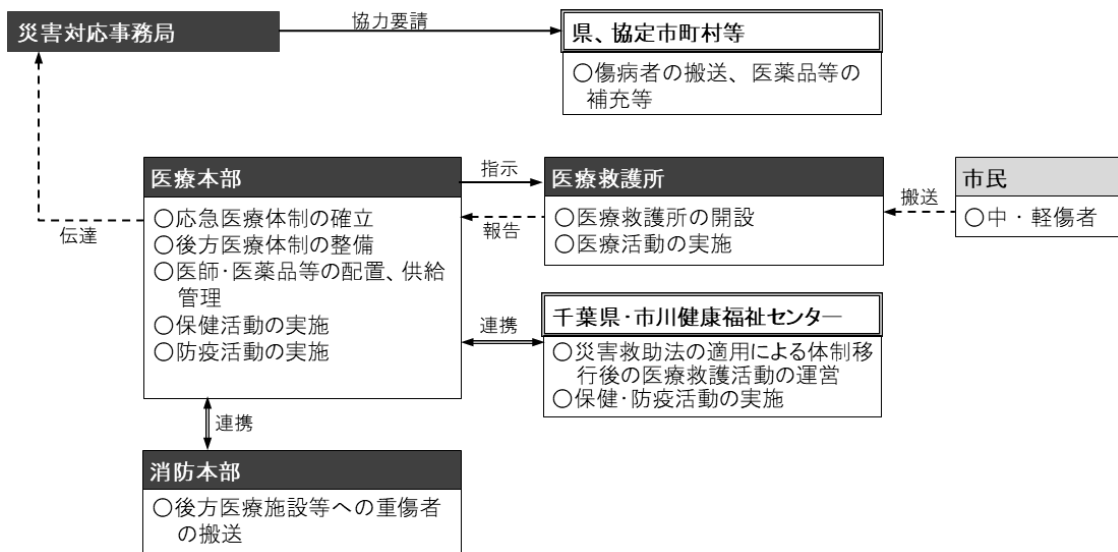 災害対応事務局
協力要請
県、協定市町村等
○傷病者の搬送、医薬品等の
補充等
医療本部
○応急医療体制の確立
○後方医療体制の整備
○医師・医薬品等の配置、供給
管理
○保健活動の実施
○防疫活動の実施
伝達
指示
報告
医療救護所
○医療救護所の開設
○医療活動の実施
搬送
市民
○中・軽傷者
連携
千葉県・市川健康福祉センター
○災害救助法の適用による体制移
行後の医療救護活動の運営
○保健・防疫活動の実施
連携
消防本部
○後方医療施設等への重傷者
の搬送